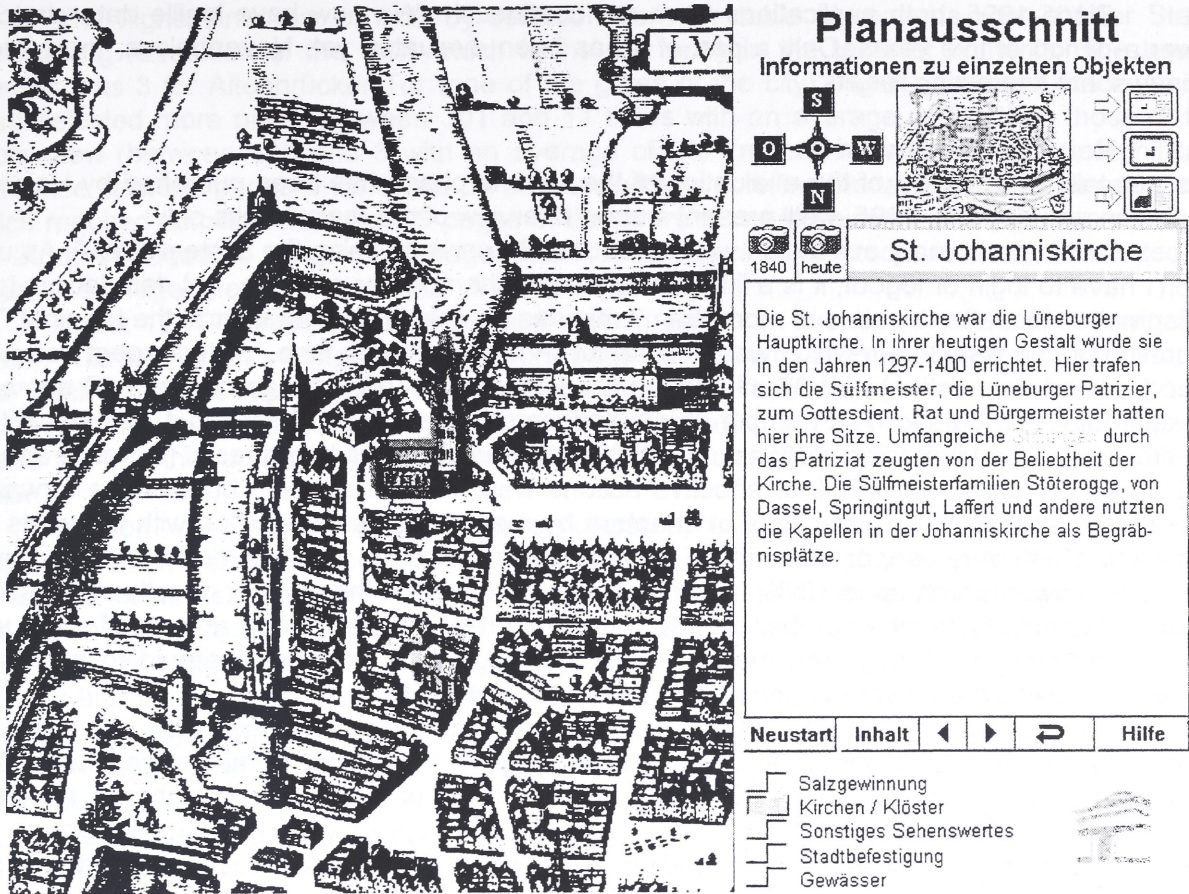 Planausschnitt
Informationen zu einzelnen Objekten
S
O W
N
1840 heute
St. Johanniskirche
Die St. Johanniskirche war die Lüneburger
Hauptkirche. In ihrer heutigen Gestalt wurde sie
in den Jahren 1297-1400 errichtet. Hier trafen
sich die Sülfmeister, die Lüneburger Patrizier,
zum Gottesdienst. Rat und Bürgermeister hatten
hier ihre Sitze. Umfangreiche durch
das Patriziat zeugten von der Beliebtheit der
Kirche. Die Sülfmeisterfamilien Stöterogge, von
Dassel, Springintgut, Laffert und andere nutzten
die Kapellen in der Johanniskirche als Begräb-
nisplätze.
Neustart Inhalt Hilfe
Salzgewinnung
Kirchen / Klöster
Sonstiges Sehenswertes
Stadtbefestigung
Gewässer